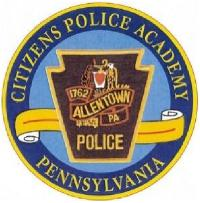 CITIZENS POLICE ACADEMY
1762
ALLENTOWN
PA
POLICE
PENNSYLVANIA